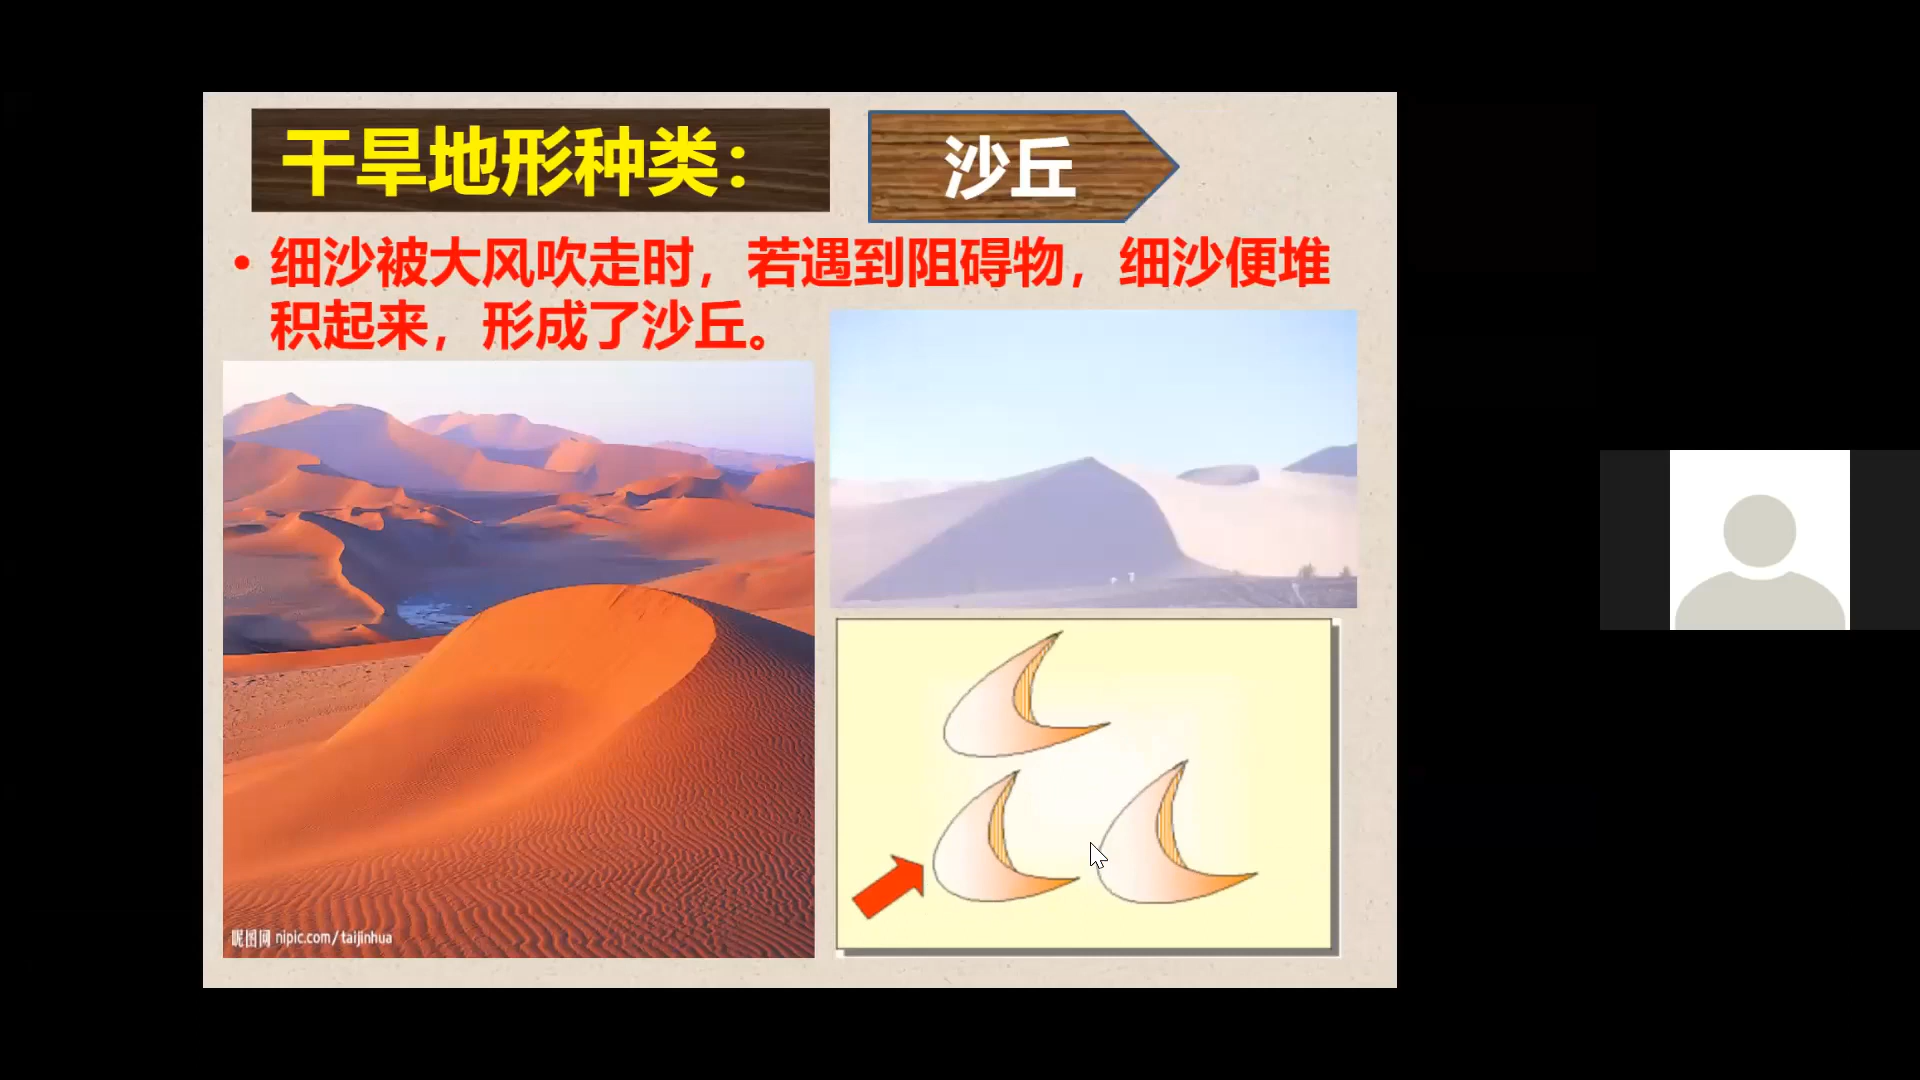 干旱地形种类：
沙丘
• 细沙被大风吹走时，若遇到阻碍物，细沙便堆
积起来，形成了沙丘。
昵图网 nipic.com/taijinhua